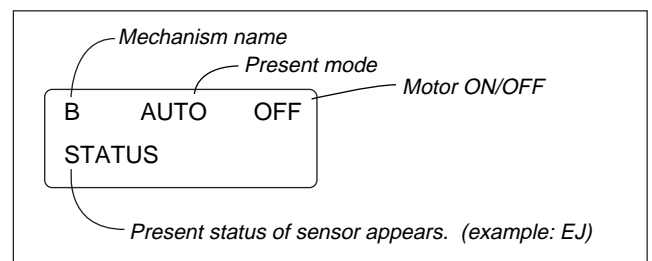 Mechanism name
Present mode
Motor ON/OFF
B AUTO OFF
STATUS
Present status of sensor appears. (example: EJ)